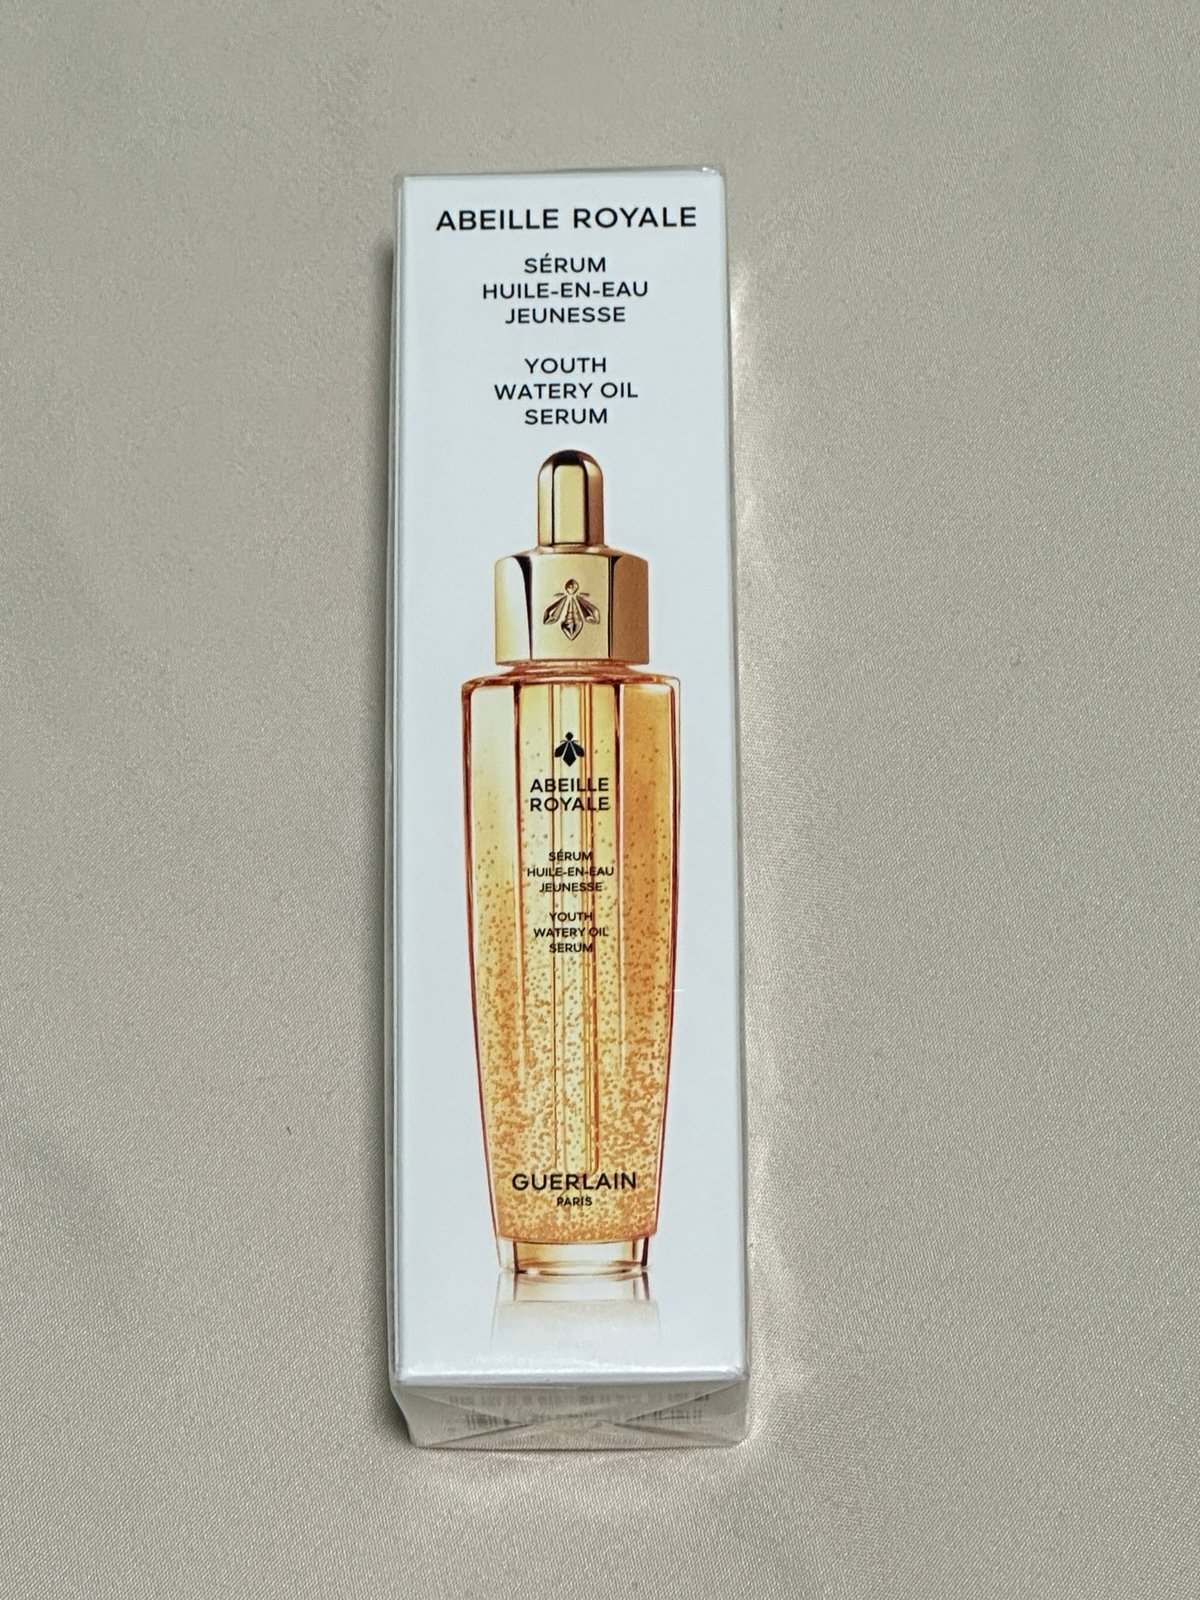 ABEILLE ROYALE
SÉRUM
HUILE-EN-EAU
JEUNESSE
YOUTH
WATERY OIL
SERUM
ABEILLE
ROYALE
SÉRUM
HUILE-EN-EAU
JEUNESSE
YOUTH
WATERY OIL
SERUM
GUERLAIN
PARIS